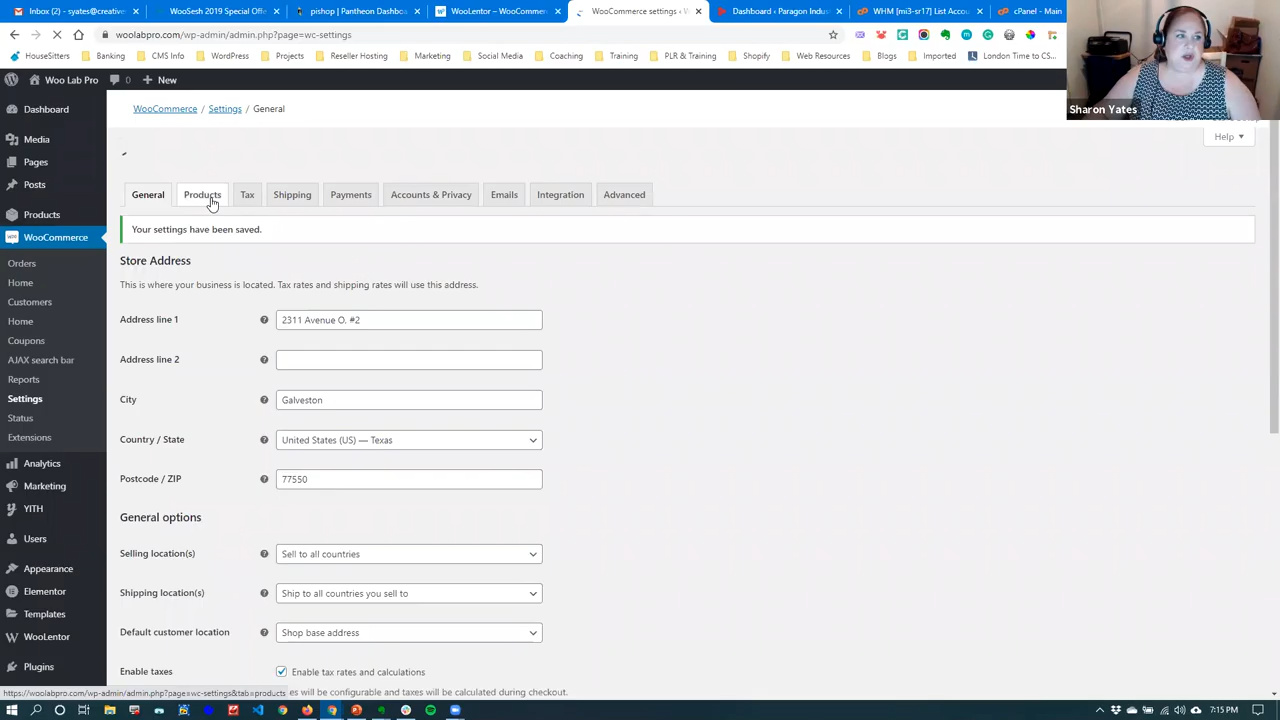 Inbox (2) - syates@creative
WooSesh 2019 Special Offe
pishop | Pantheon Dashboa
WooLentor – WooCommerc
WooCommerce settings ‹ W
Dashboard ‹ Paragon Indus
WHM [mi3-sr17] List Accou
cPanel - Main
woolabpro.com/wp-admin/admin.php?page=wc-settings
HouseSitters
Banking
CMS Info
WordPress
Projects
Reseller Hosting
Marketing
Social Media
Coaching
Training
PLR & Training
Shopify
Web Resources
Blogs
Imported
London Time to CS...
Sharon Yates
Woo Lab Pro
0
New
Dashboard
Media
Pages
Posts
Products
WooCommerce
Orders
Home
Customers
Home
Coupons
AJAX search bar
Reports
Settings
Status
Extensions
Analytics
Marketing
YITH
Users
Appearance
Elementor
Templates
WooLentor
Plugins
WooCommerce / Settings / General
Help
General
Products
Tax
Shipping
Payments
Accounts & Privacy
Emails
Integration
Advanced
Your settings have been saved.
Store Address
This is where your business is located. Tax rates and shipping rates will use this address.
Address line 1
2311 Avenue O, #2
Address line 2
City
Galveston
Country / State
United States (US) — Texas
Postcode / ZIP
77550
General options
Selling location(s)
Sell to all countries
Shipping location(s)
Ship to all countries you sell to
Default customer location
Shop base address
Enable taxes
Enable tax rates and calculations
es will be configurable and taxes will be calculated during checkout.
https://woolabpro.com/wp-admin/admin.php?page=wc-settings&tab=products
7:15 PM